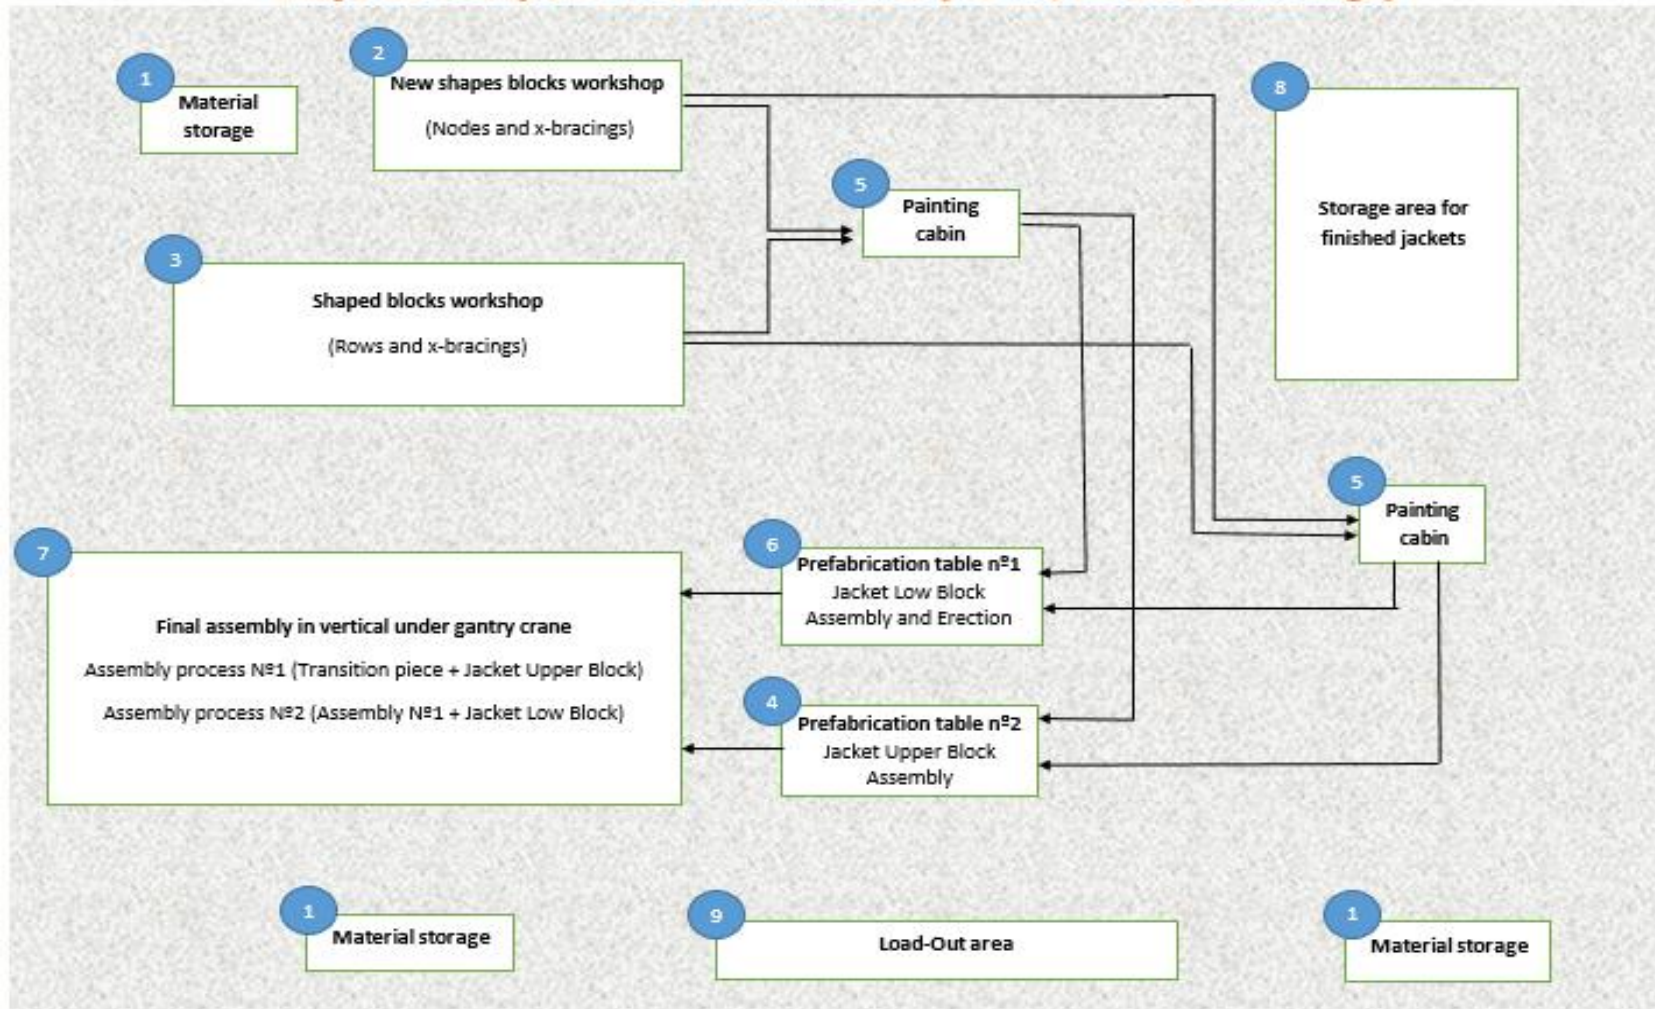 1
Material
storage
2
New shapes blocks workshop
(Nodes and x-bracings)
8
Storage area for
finished jackets
5
Painting
cabin
3
Shaped blocks workshop
(Rows and x-bracings)
5
Painting
cabin
7
Final assembly in vertical under gantry crane
Assembly process Nº1 (Transition piece + Jacket Upper Block)
Assembly process Nº2 (Assembly Nº1 + Jacket Low Block)
6
Prefabrication table nº1
Jacket Low Block
Assembly and Erection
4
Prefabrication table nº2
Jacket Upper Block
Assembly
1
Material storage
9
Load-Out area
1
Material storage